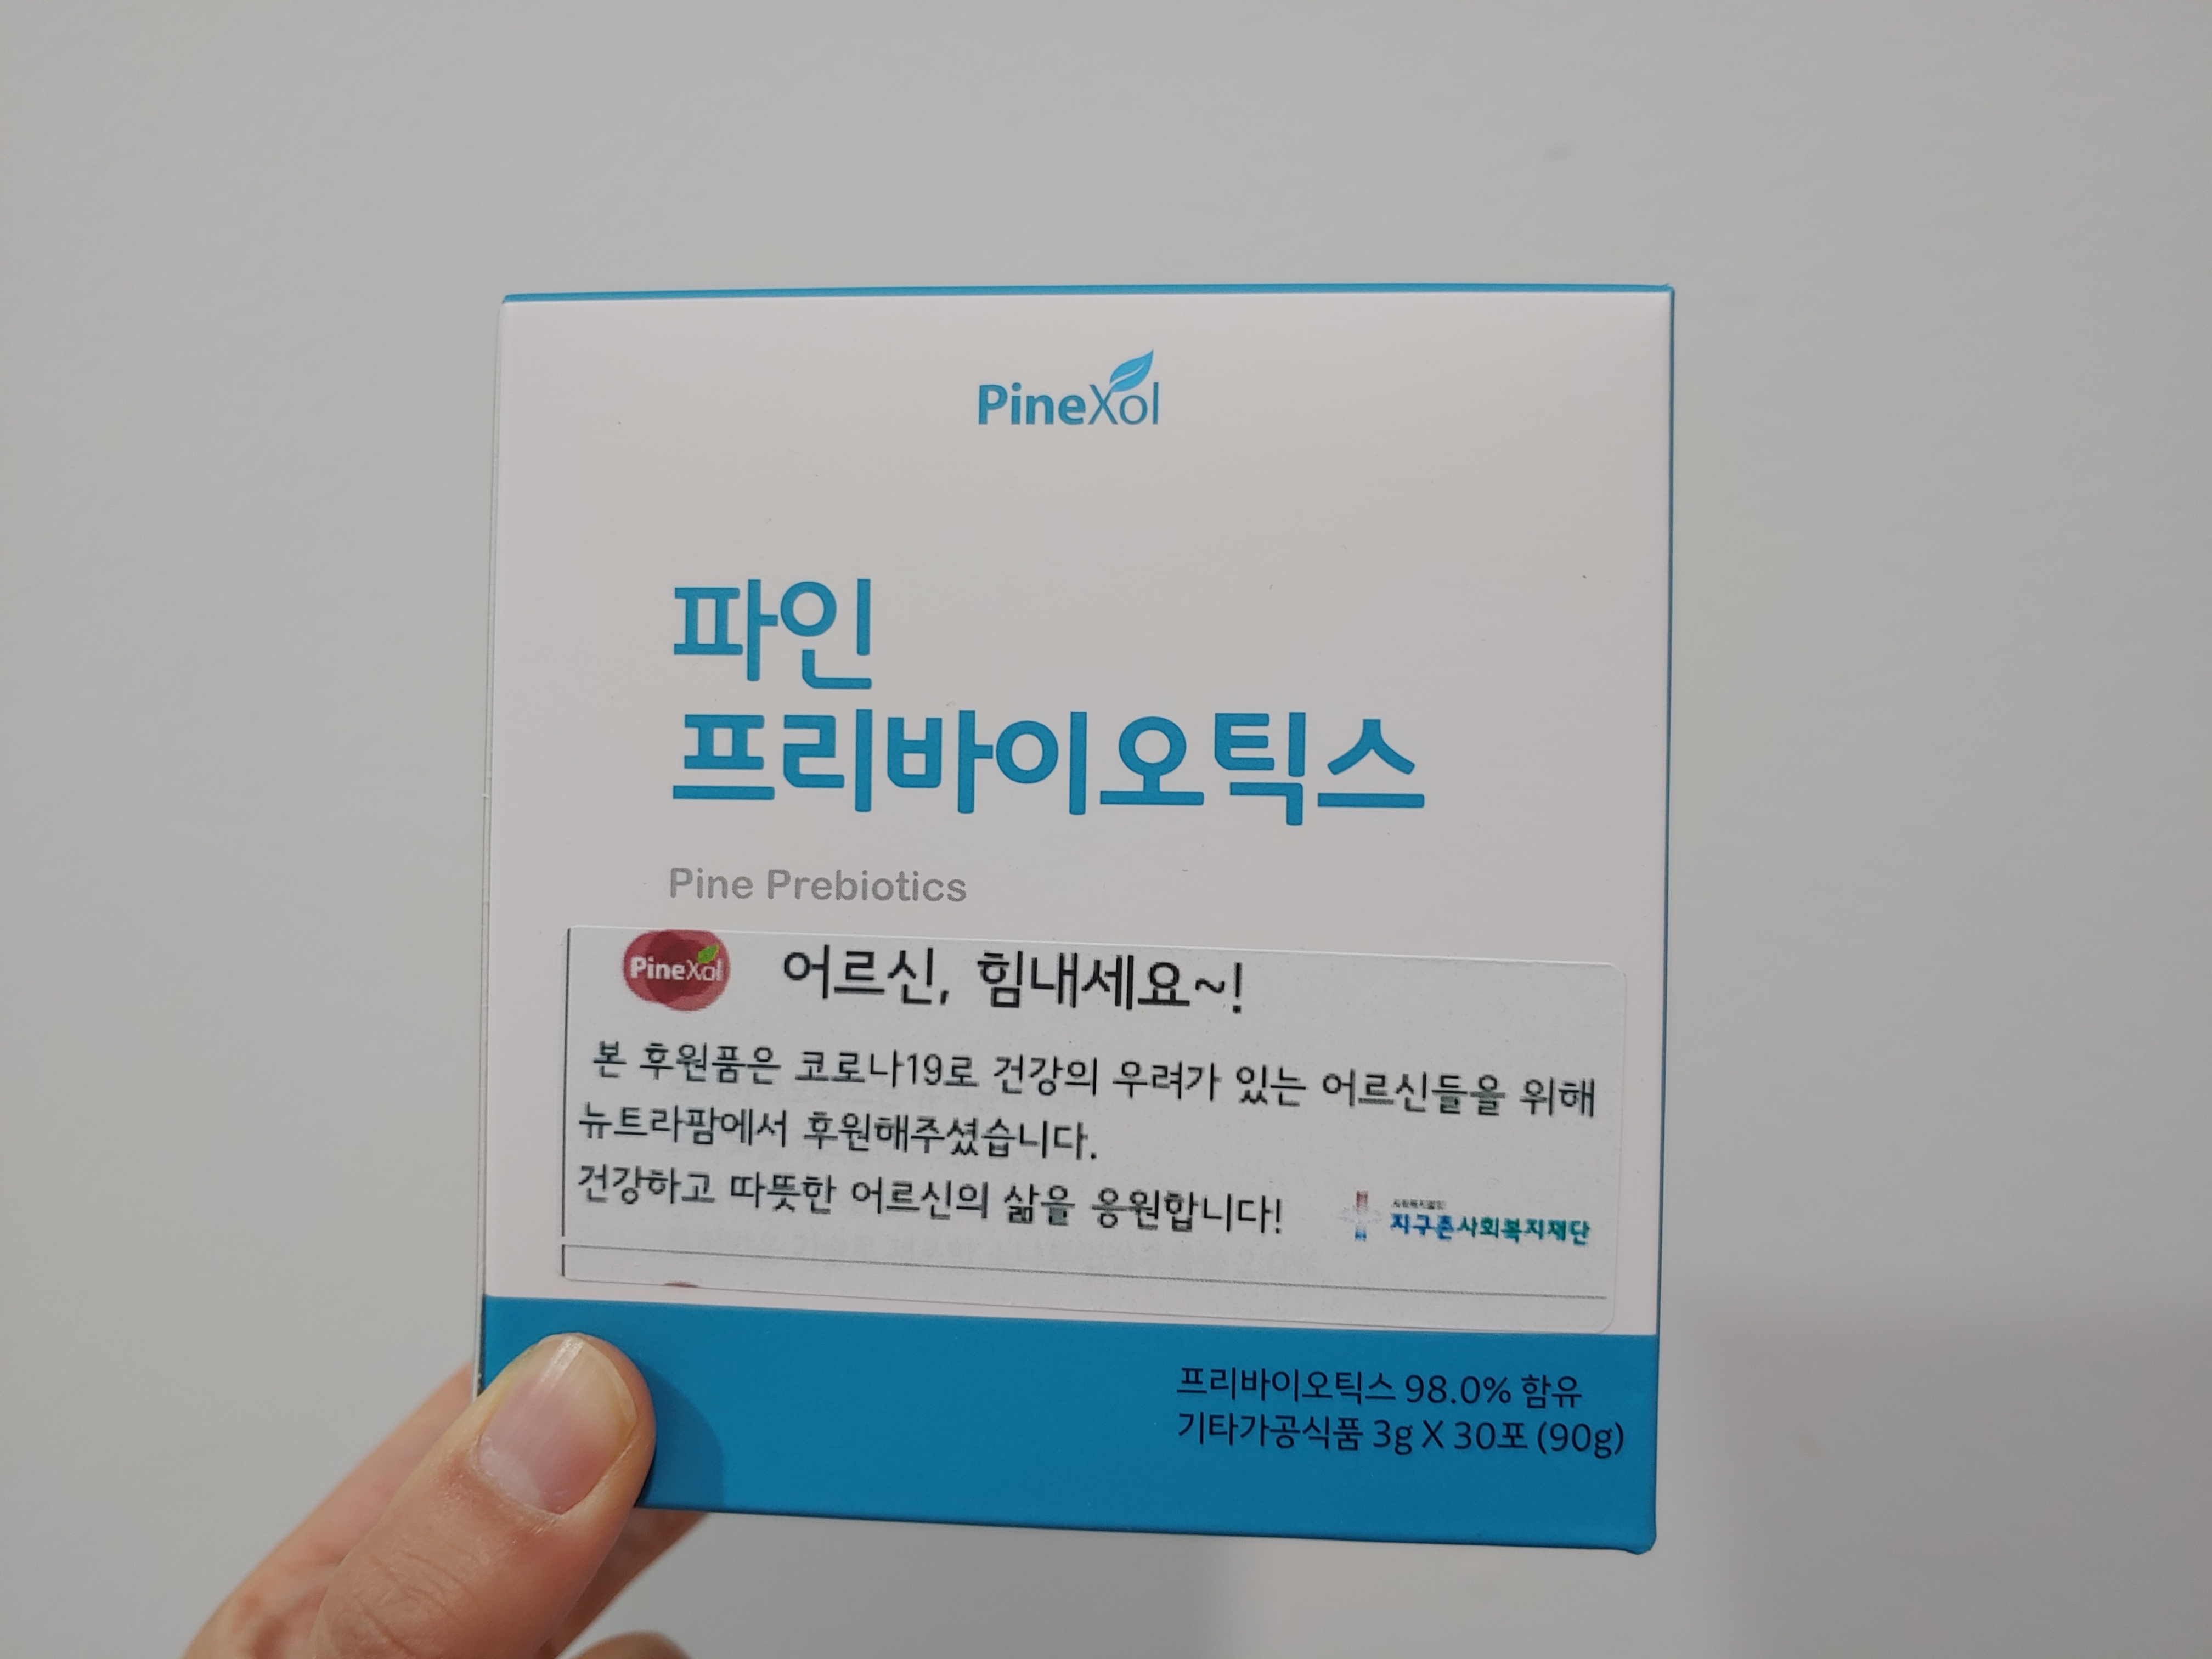 PineXol
파인
프리바이오틱스
Pine Prebiotics
PineXol
어르신, 힘내세요~!
본 후원품은 코로나19로 건강의 우려가 있는 어르신들을 위해
뉴트라팜에서 후원해주셨습니다.
건강하고 따뜻한 어르신의 삶을 응원합니다!
지구촌사회복지재단
프리바이오틱스 98.0% 함유
기타가공식품 3g X 30포 (90g)